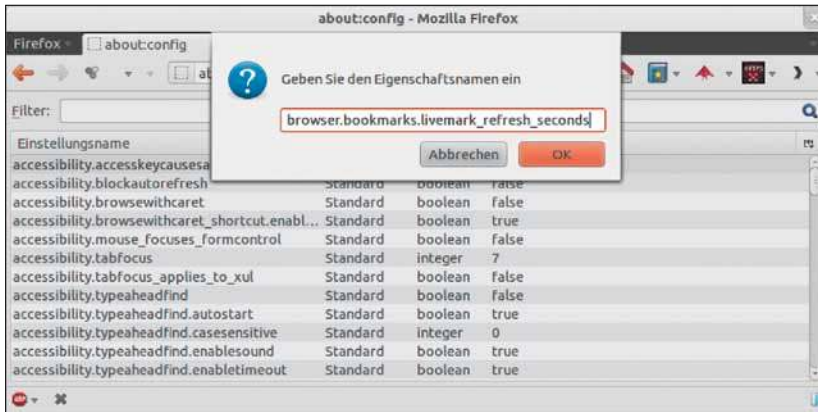 about:config - Mozilla Firefox
Firefox
about:config
Geben Sie den Eigenschaftsnamen ein
browser.bookmarks.livemark_refresh_seconds
Abbrechen OK
Filter:
Einstellungsname
accessibility.accesskeycausesa
accessibility.blockautorefresh Standard boolean false
accessibility.browsewithcaret Standard boolean false
accessibility.browsewithcaret_shortcut.enabl... Standard boolean true
accessibility.mouse_focuses_formcontrol Standard boolean false
accessibility.tabfocus Standard integer 7
accessibility.tabfocus_applies_to_xul Standard boolean false
accessibility.typeaheadfind Standard boolean false
accessibility.typeaheadfind.autostart Standard boolean true
accessibility.typeaheadfind.casesensitive Standard integer 0
accessibility.typeaheadfind.enablesound Standard boolean true
accessibility.typeaheadfind.enabletimeout Standard boolean true